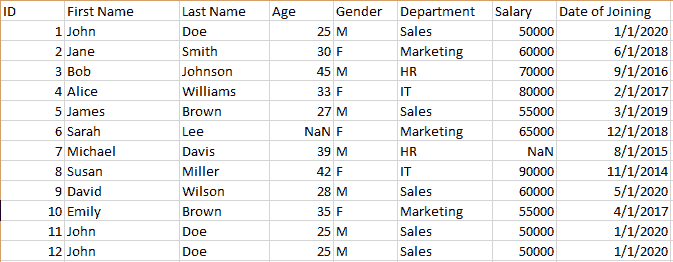 ID First Name Last Name Age Gender Department Salary Date of Joining
1 John Doe 25 M Sales 50000 1/1/2020
2 Jane Smith 30 F Marketing 60000 6/1/2018
3 Bob Johnson 45 M HR 70000 9/1/2016
4 Alice Williams 33 F IT 80000 2/1/2017
5 James Brown 27 M Sales 55000 3/1/2019
6 Sarah Lee NaN F Marketing 65000 12/1/2018
7 Michael Davis 39 M HR NaN 8/1/2015
8 Susan Miller 42 F IT 90000 11/1/2014
9 David Wilson 28 M Sales 60000 5/1/2020
10 Emily Brown 35 F Marketing 55000 4/1/2017
11 John Doe 25 M Sales 50000 1/1/2020
12 John Doe 25 M Sales 50000 1/1/2020